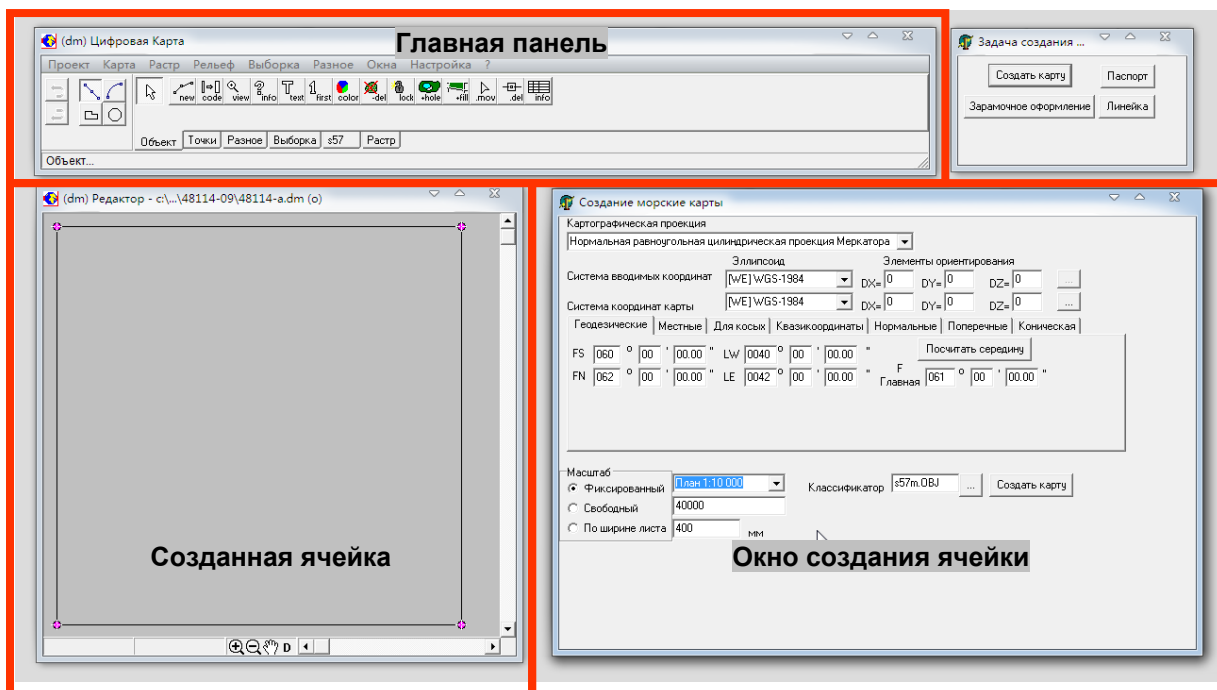 (dm) Цифровая Карта
Главная панель
Проект Карта Растр Рельеф Выборка Разное Окна Настройка ?
new code view info text first color -del lock +hole +fill .mov .del info
Объект Точки Разное Выборка s57 Растр
Объект...
Задача создания ...
Создать карту Паспорт
Зарамочное оформление Линейка
(dm) Редактор - c:\...\48114-09\48114-a.dm (o)
Созданная ячейка
D
Создание морские карты
Картографическая проекция
Нормальная равноугольная цилиндрическая проекция Меркатора
Эллипсоид Элементы ориентирования
Система вводимых координат [WE] WGS-1984 DX= 0 DY= 0 DZ= 0 ...
Система координат карты [WE] WGS-1984 DX= 0 DY= 0 DZ= 0 ...
Геодезические Местные Для косых Квазикоординаты Нормальные Поперечные Коническая
FS 060 ° 00 ' 00.00 " LW 0040 ° 00 ' 00.00 " Посчитать середину
FN 062 ° 00 ' 00.00 " LE 0042 ° 00 ' 00.00 " F Главная 061 ° 00 ' 00.00 "
Масштаб
Фиксированный План 1:10 000 Классификатор s57m.OBJ ... Создать карту
Свободный 40000
По ширине листа 400 мм
Окно создания ячейки